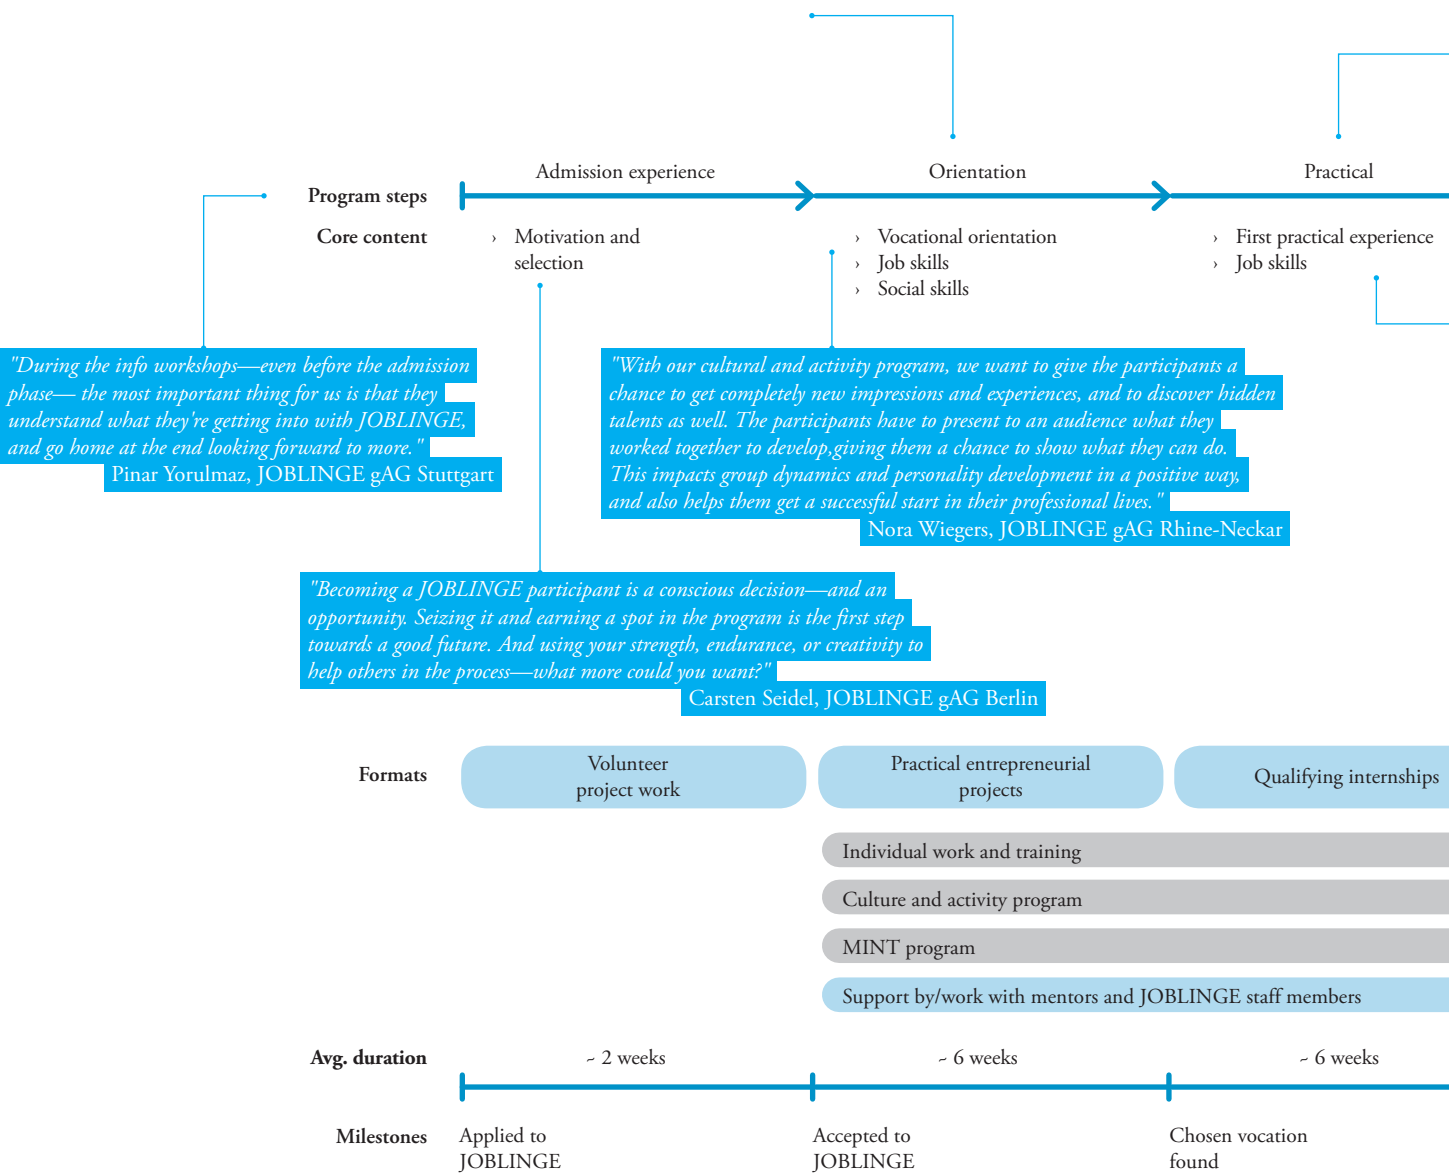 Admission experience
Orientation
Practical
Program steps
Core content
› Motivation and
selection
› Vocational orientation
› Job skills
› Social skills
› First practical experience
› Job skills
"During the info workshops—even before the admission
phase— the most important thing for us is that they
understand what they're getting into with JOBLINGE,
and go home at the end looking forward to more."
Pinar Yorulmaz, JOBLINGE gAG Stuttgart
"With our cultural and activity program, we want to give the participants a
chance to get completely new impressions and experiences, and to discover hidden
talents as well. The participants have to present to an audience what they
worked together to develop,giving them a chance to show what they can do.
This impacts group dynamics and personality development in a positive way,
and also helps them get a successful start in their professional lives."
Nora Wiegers, JOBLINGE gAG Rhine-Neckar
"Becoming a JOBLINGE participant is a conscious decision—and an
opportunity. Seizing it and earning a spot in the program is the first step
towards a good future. And using your strength, endurance, or creativity to
help others in the process—what more could you want?"
Carsten Seidel, JOBLINGE gAG Berlin
Formats
Volunteer
project work
Practical entrepreneurial
projects
Qualifying internships
Individual work and training
Culture and activity program
MINT program
Support by/work with mentors and JOBLINGE staff members
Avg. duration
~ 2 weeks
~ 6 weeks
~ 6 weeks
Milestones
Applied to
JOBLINGE
Accepted to
JOBLINGE
Chosen vocation
found